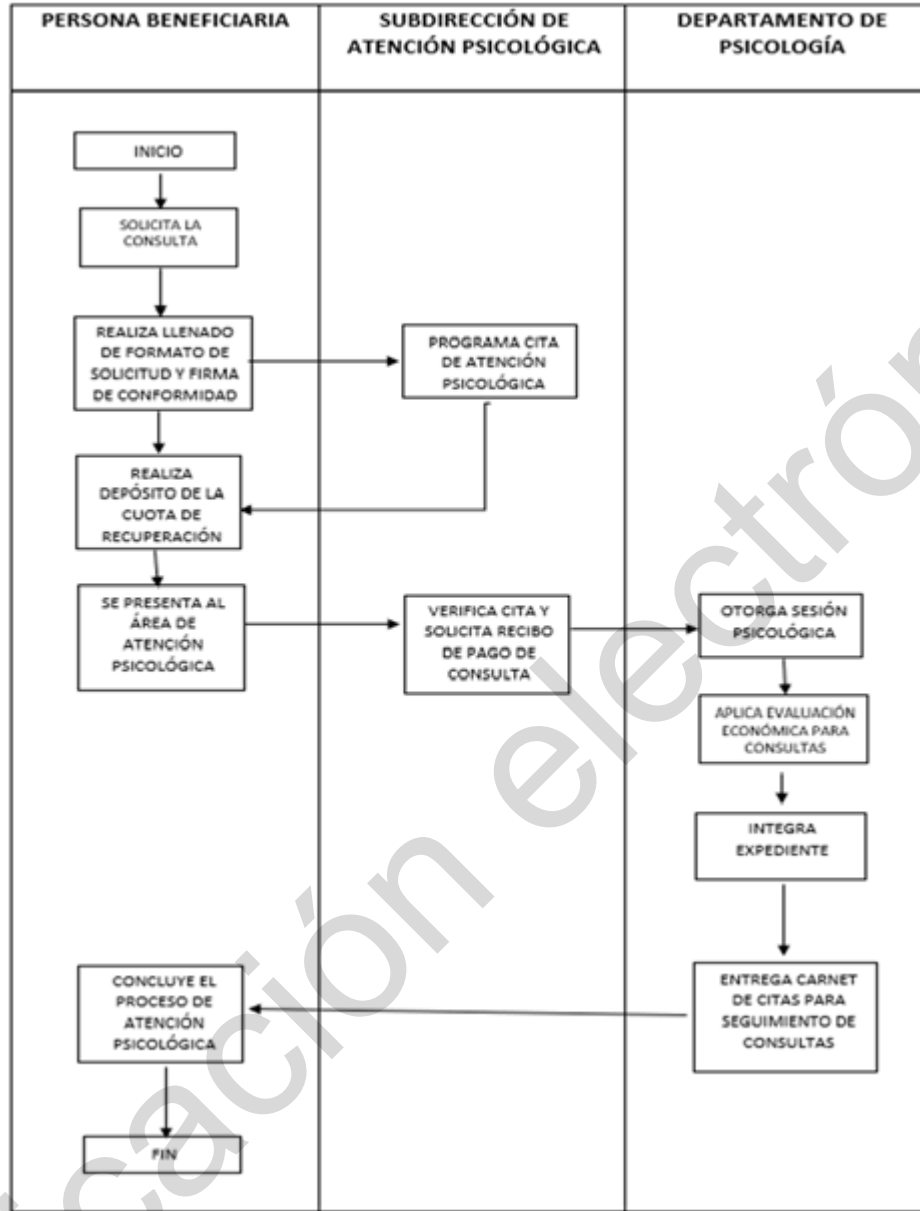 PERSONA BENEFICIARIA
SUBDIRECCIÓN DE
ATENCIÓN PSICOLÓGICA
DEPARTAMENTO DE
PSICOLOGÍA
INICIO
SOLICITA LA
CONSULTA
REALIZA LLENADO
DE FORMATO DE
SOLICITUD Y FIRMA
DE CONFORMIDAD
PROGRAMA CITA
DE ATENCIÓN
PSICOLÓGICA
REALIZA
DEPÓSITO DE LA
CUOTA DE
RECUPERACIÓN
SE PRESENTA AL
ÁREA DE
ATENCIÓN
PSICOLÓGICA
VERIFICA CITA Y
SOLICITA RECIBO
DE PAGO DE
CONSULTA
OTORGA SESIÓN
PSICOLÓGICA
APLICA EVALUACIÓN
ECONÓMICA PARA
CONSULTAS
INTEGRA
EXPEDIENTE
ENTREGA CARNET
DE CITAS PARA
SEGUIMIENTO DE
CONSULTAS
CONCLUYE EL
PROCESO DE
ATENCIÓN
PSICOLÓGICA
FIN
icación electrón